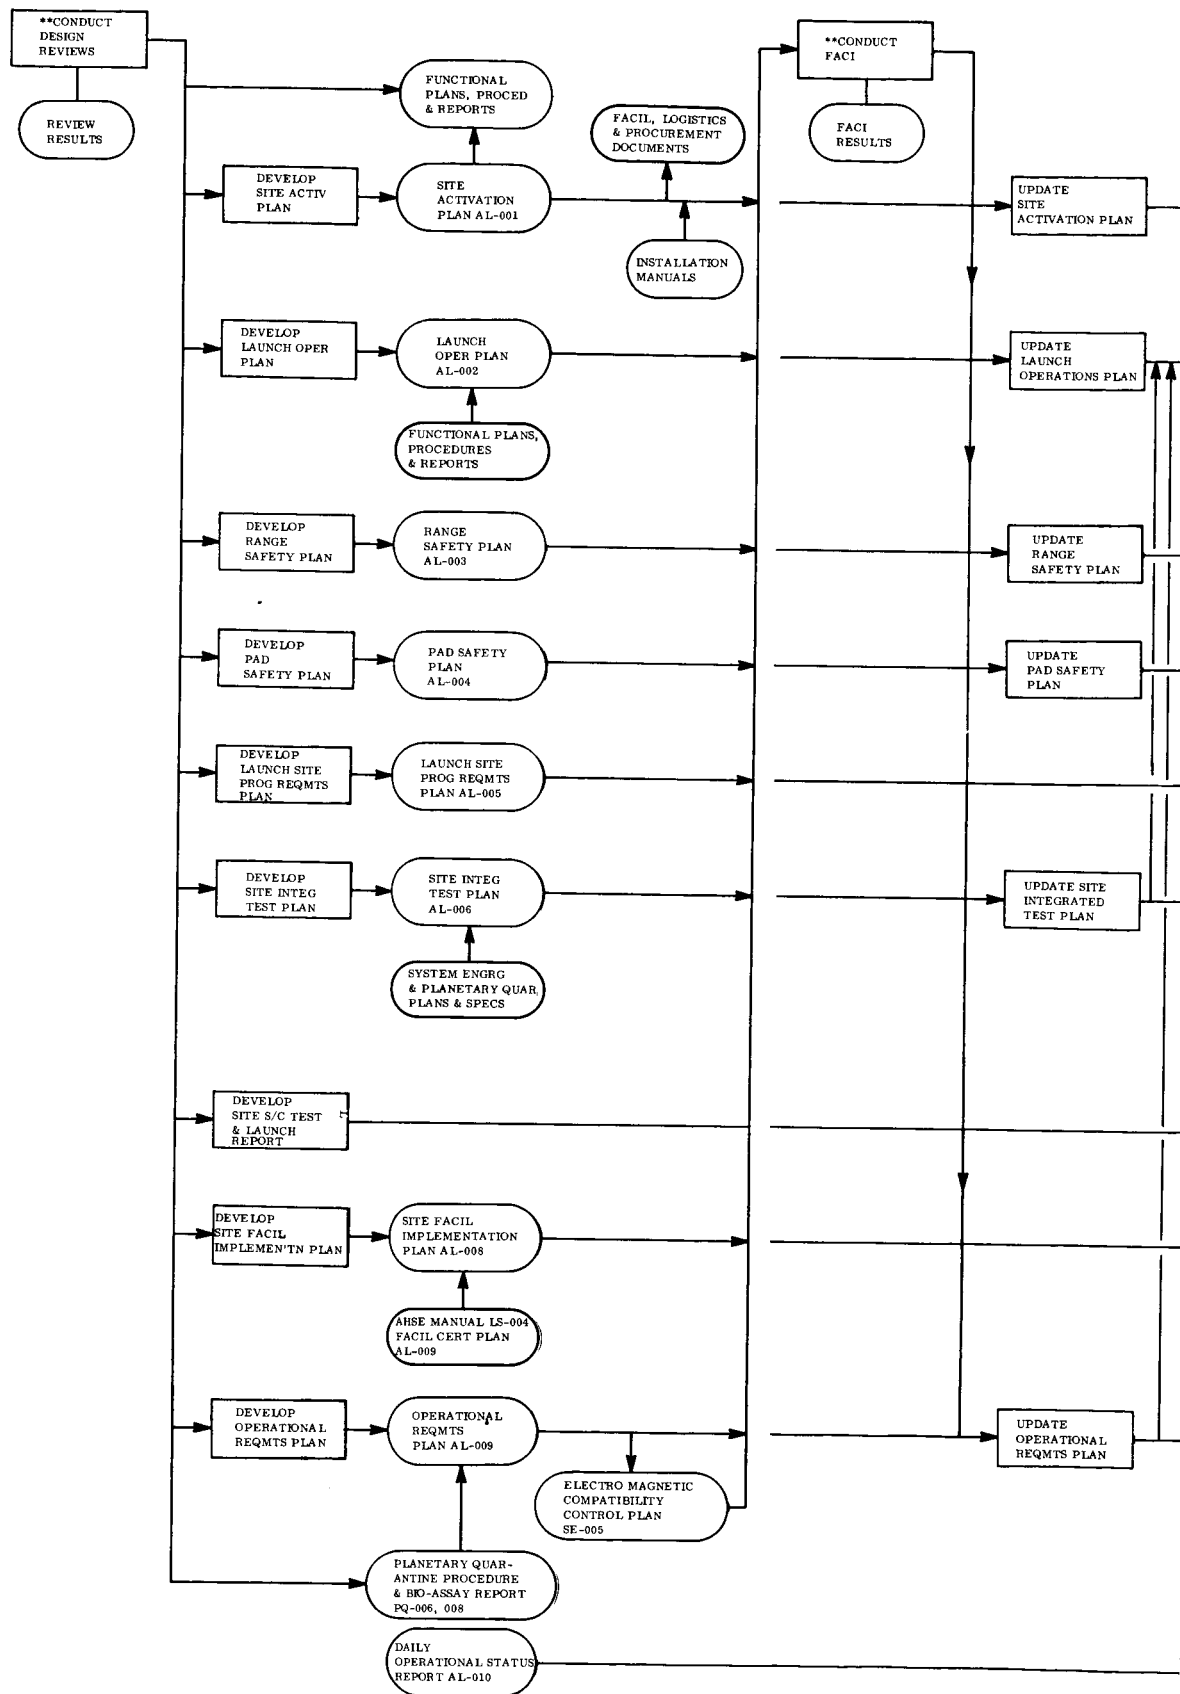 **CONDUCT
DESIGN
REVIEWS
REVIEW
RESULTS
FUNCTIONAL
PLANS, PROCED
& REPORTS
FACIL, LOGISTICS
& PROCUREMENT
DOCUMENTS
**CONDUCT
FACI
FACI
RESULTS
DEVELOP
SITE ACTIV
PLAN
SITE
ACTIVATION
PLAN AL-001
INSTALLATION
MANUALS
UPDATE
SITE
ACTIVATION PLAN
DEVELOP
LAUNCH OPER
PLAN
LAUNCH
OPER PLAN
AL-002
FUNCTIONAL PLANS,
PROCEDURES
& REPORTS
UPDATE
LAUNCH
OPERATIONS PLAN
DEVELOP
RANGE
SAFETY PLAN
RANGE
SAFETY PLAN
AL-003
UPDATE
RANGE
SAFETY PLAN
DEVELOP
PAD
SAFETY PLAN
PAD SAFETY
PLAN
AL-004
UPDATE
PAD SAFETY
PLAN
DEVELOP
LAUNCH SITE
PROG REQMTS
PLAN
LAUNCH SITE
PROG REQMTS
PLAN AL-005
DEVELOP
SITE INTEG
TEST PLAN
SITE INTEG
TEST PLAN
AL-006
SYSTEM ENGRG
& PLANETARY QUAR,
PLANS & SPECS
UPDATE SITE
INTEGRATED
TEST PLAN
DEVELOP
SITE S/C TEST
& LAUNCH
REPORT
DEVELOP
SITE FACIL
IMPLEMEN'TN PLAN
SITE FACIL
IMPLEMENTATION
PLAN AL-008
AHSE MANUAL LS-004
FACIL CERT PLAN
AL-009
DEVELOP
OPERATIONAL
REQMTS PLAN
OPERATIONAL
REQMTS
PLAN AL-009
ELECTRO MAGNETIC
COMPATIBILITY
CONTROL PLAN
SE-005
UPDATE
OPERATIONAL
REQMTS PLAN
PLANETARY QUAR-
ANTINE PROCEDURE
& BIO-ASSAY REPORT
PQ-006, 008
DAILY
OPERATIONAL STATUS
REPORT AL-010